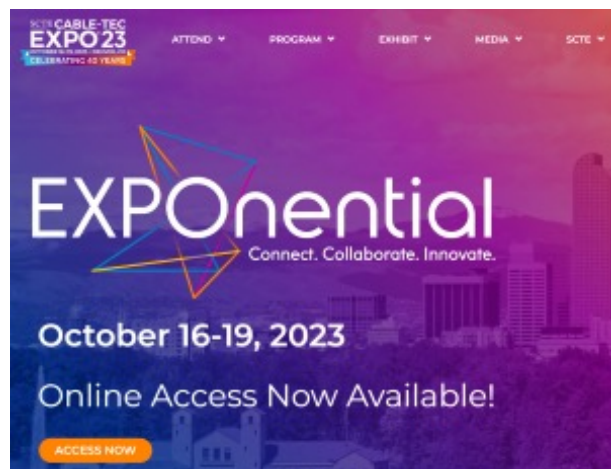 SCTE CABLE-TEC
EXPO'23
CELEBRATING 40 YEARS
ATTEND
PROGRAM
EXHIBIT
MEDIA
SCTE
EXPOnential
Connect. Collaborate. Innovate.
October 16-19, 2023
Online Access Now Available!
ACCESS NOW